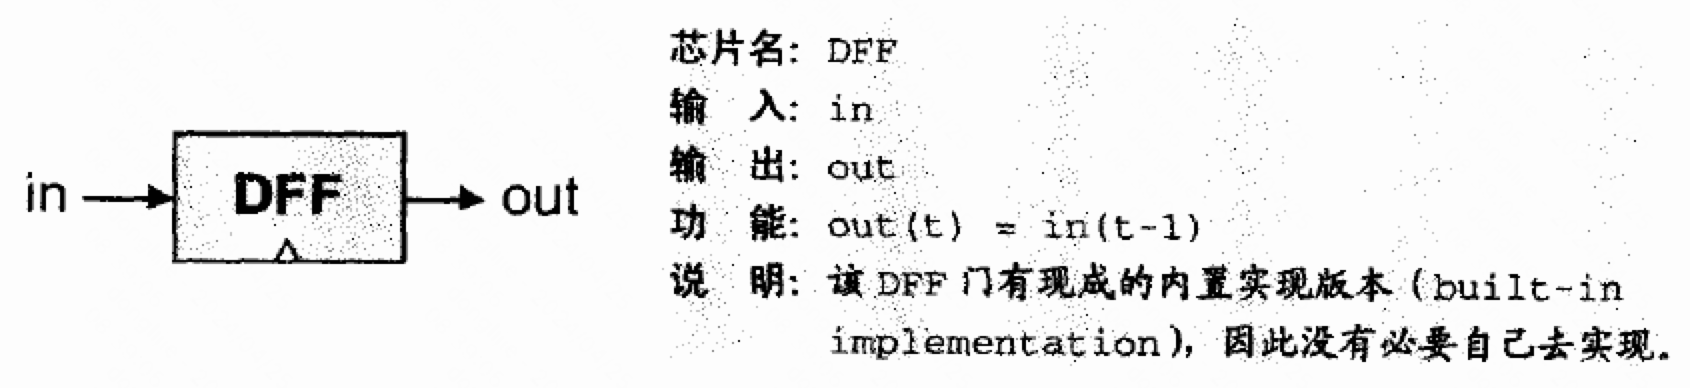 in
DFF
out
芯片名: DFF
输 入: in
输 出: out
功 能: out(t) = in(t-1)
说 明: 该 DFF 门有现成的内置实现版本 (built-in
implementation), 因此没有必要自己去实现。